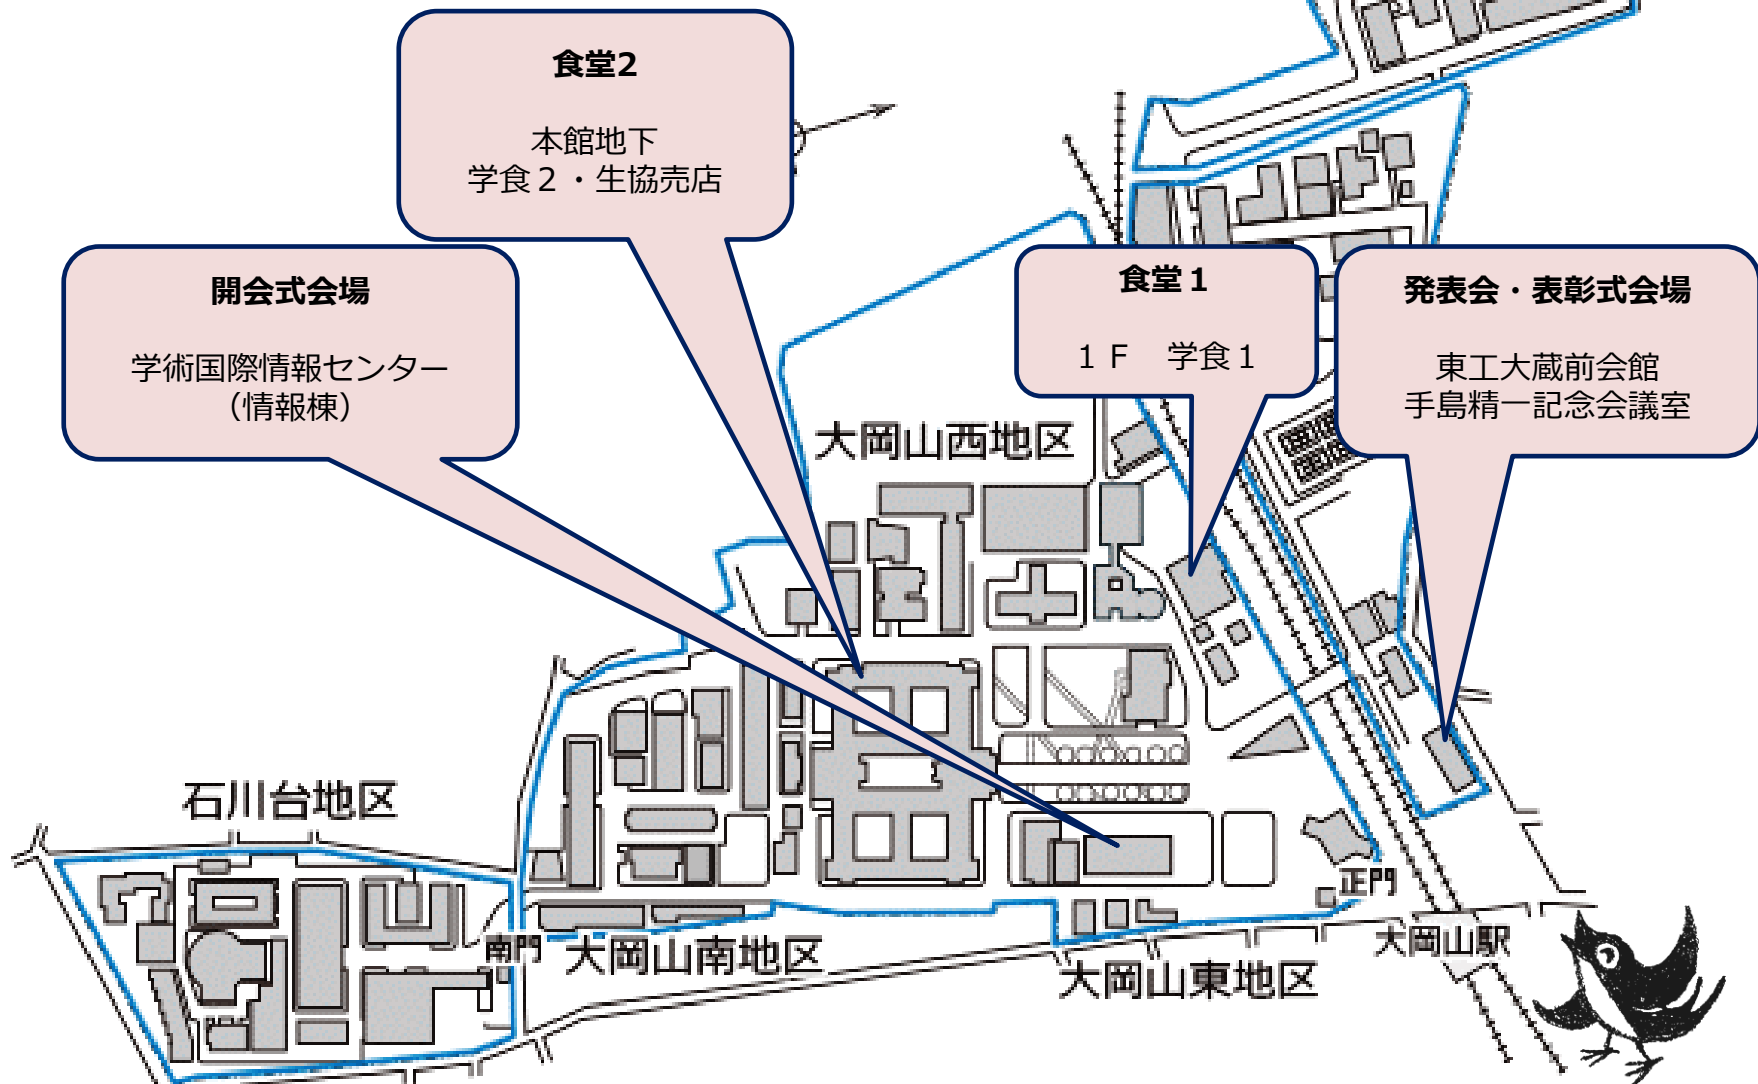 食堂2
本館地下
学食２・生協売店
開会式会場
学術国際情報センター
（情報棟）
食堂１
１Ｆ　学食１
発表会・表彰式会場
東工大蔵前会館
手島精一記念会議室
大岡山西地区
石川台地区
正門
南門
大岡山南地区
大岡山駅
大岡山東地区